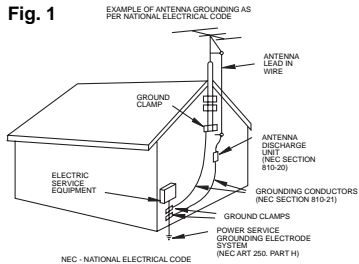 Fig. 1
EXAMPLE OF ANTENNA GROUNDING AS
PER NATIONAL ELECTRICAL CODE
ANTENNA
LEAD IN
WIRE
GROUND
CLAMP
ANTENNA
DISCHARGE
UNIT
(NEC SECTION
810-20)
ELECTRIC
SERVICE
EQUIPMENT
GROUNDING CONDUCTORS
(NEC SECTION 810-21)
GROUND CLAMPS
POWER SERVICE
GROUNDING ELECTRODE
SYSTEM
(NEC ART 250. PART H)
NEC - NATIONAL ELECTRICAL CODE